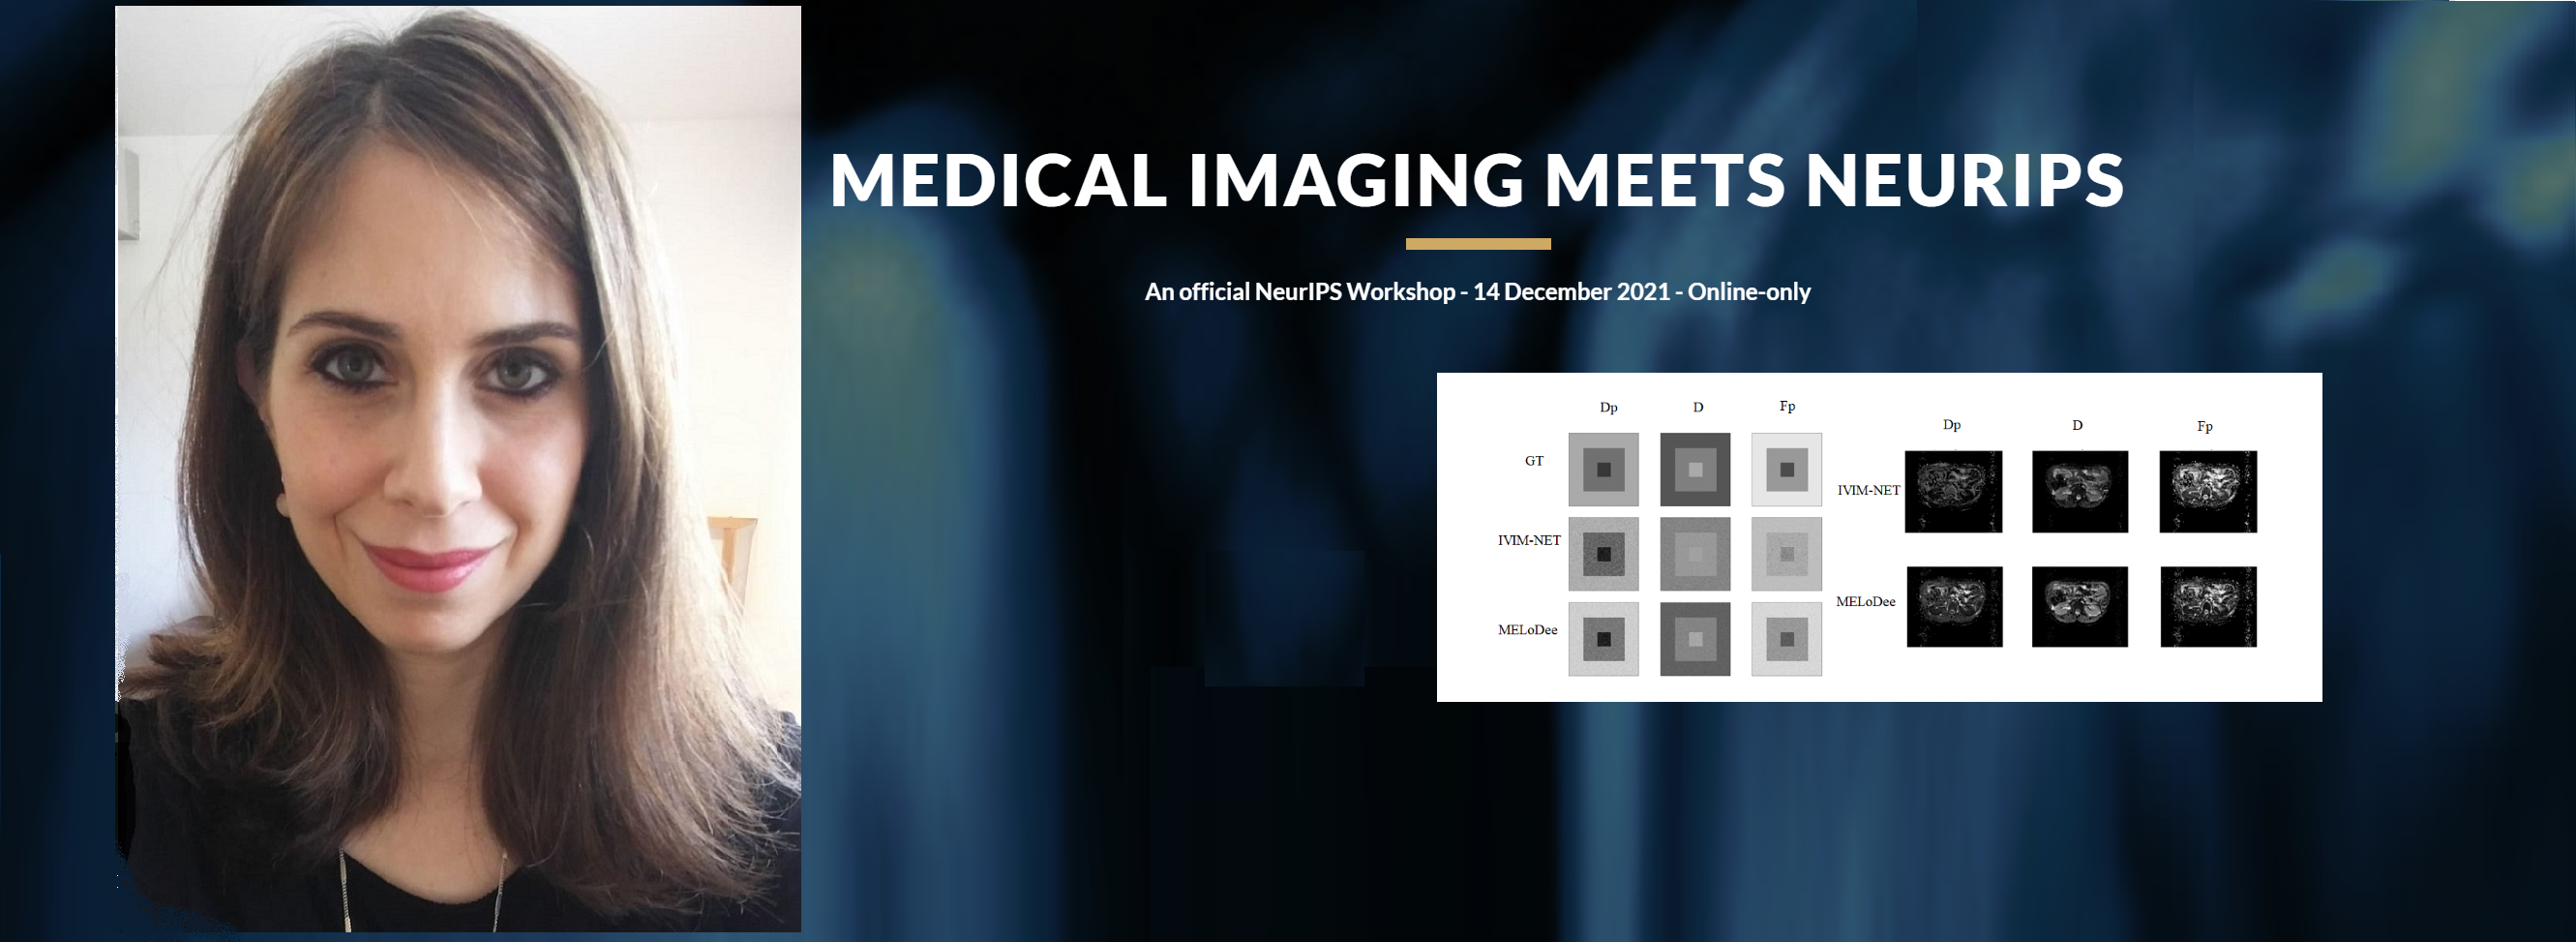 MEDICAL IMAGING MEETS NEURIPS
An official NeurIPS Workshop - 14 December 2021 - Online-only
Dp D Fp
GT
IVIM-NET
MELoDee
Dp D Fp
IVIM-NET
MELoDee